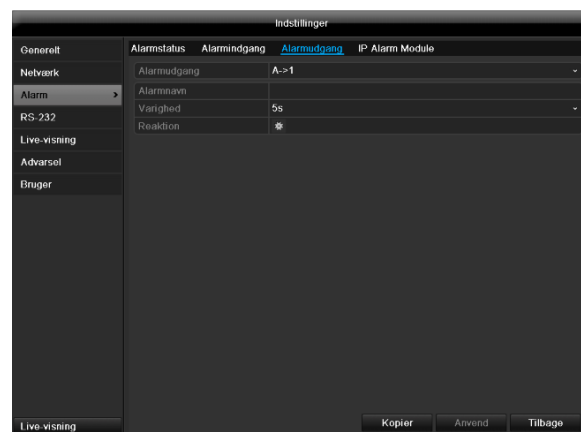 Indstillinger
Generelt
Netværk
Alarm >
RS-232
Live-visning
Advarsel
Bruger
Live-visning
Alarmstatus Alarmindgang Alarmudgang IP Alarm Module
Alarmudgang A->1
Alarmnavn
Varighed 5s
Reaktion
Kopier Anvend Tilbage